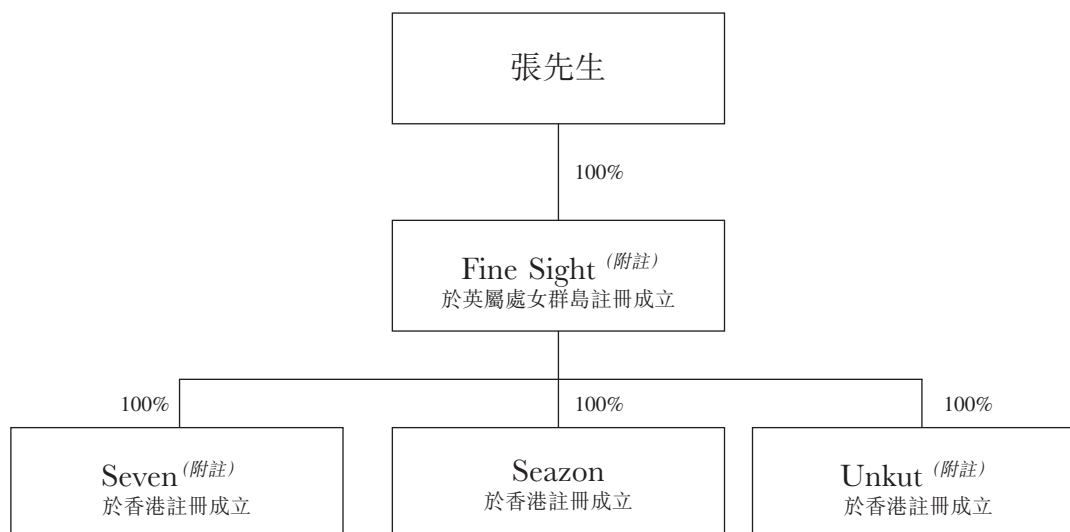 張先生
100%
Fine Sight (附註)
於英屬處女群島註冊成立
100%
100%
100%
Seven (附註)
於香港註冊成立
Seazon
於香港註冊成立
Unkut (附註)
於香港註冊成立